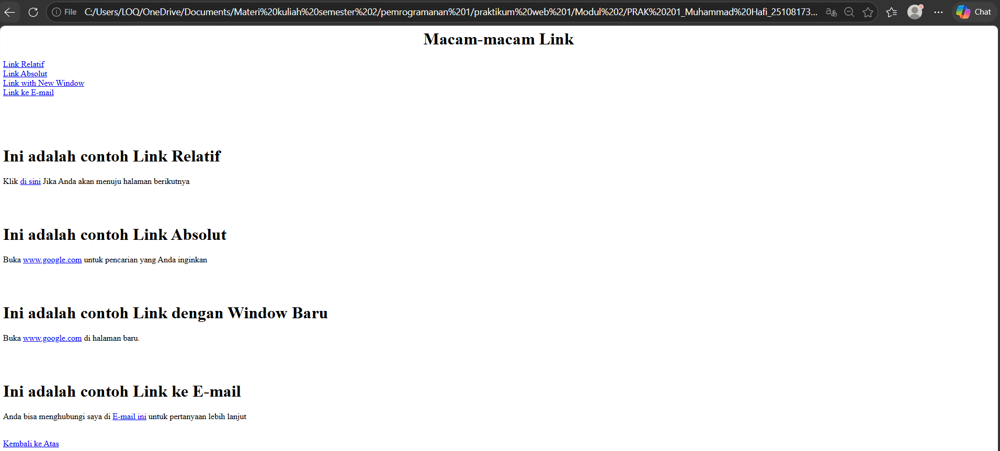 File C:/Users/LOQ/OneDrive/Documents/Materi%20kuliah%20semester%202/pemrogramanan%201/praktikum%20web%201/Modul%202/PRAK%20201_Muhammad%20Hafi_25108173... Chat
Macam-macam Link
Link Relatif
Link Absolut
Link with New Window
Link ke E-mail
Ini adalah contoh Link Relatif
Klik di sini Jika Anda akan menuju halaman berikutnya
Ini adalah contoh Link Absolut
Buka www.google.com untuk pencarian yang Anda inginkan
Ini adalah contoh Link dengan Window Baru
Buka www.google.com di halaman baru.
Ini adalah contoh Link ke E-mail
Anda bisa menghubungi saya di E-mail ini untuk pertanyaan lebih lanjut
Kembali ke Atas